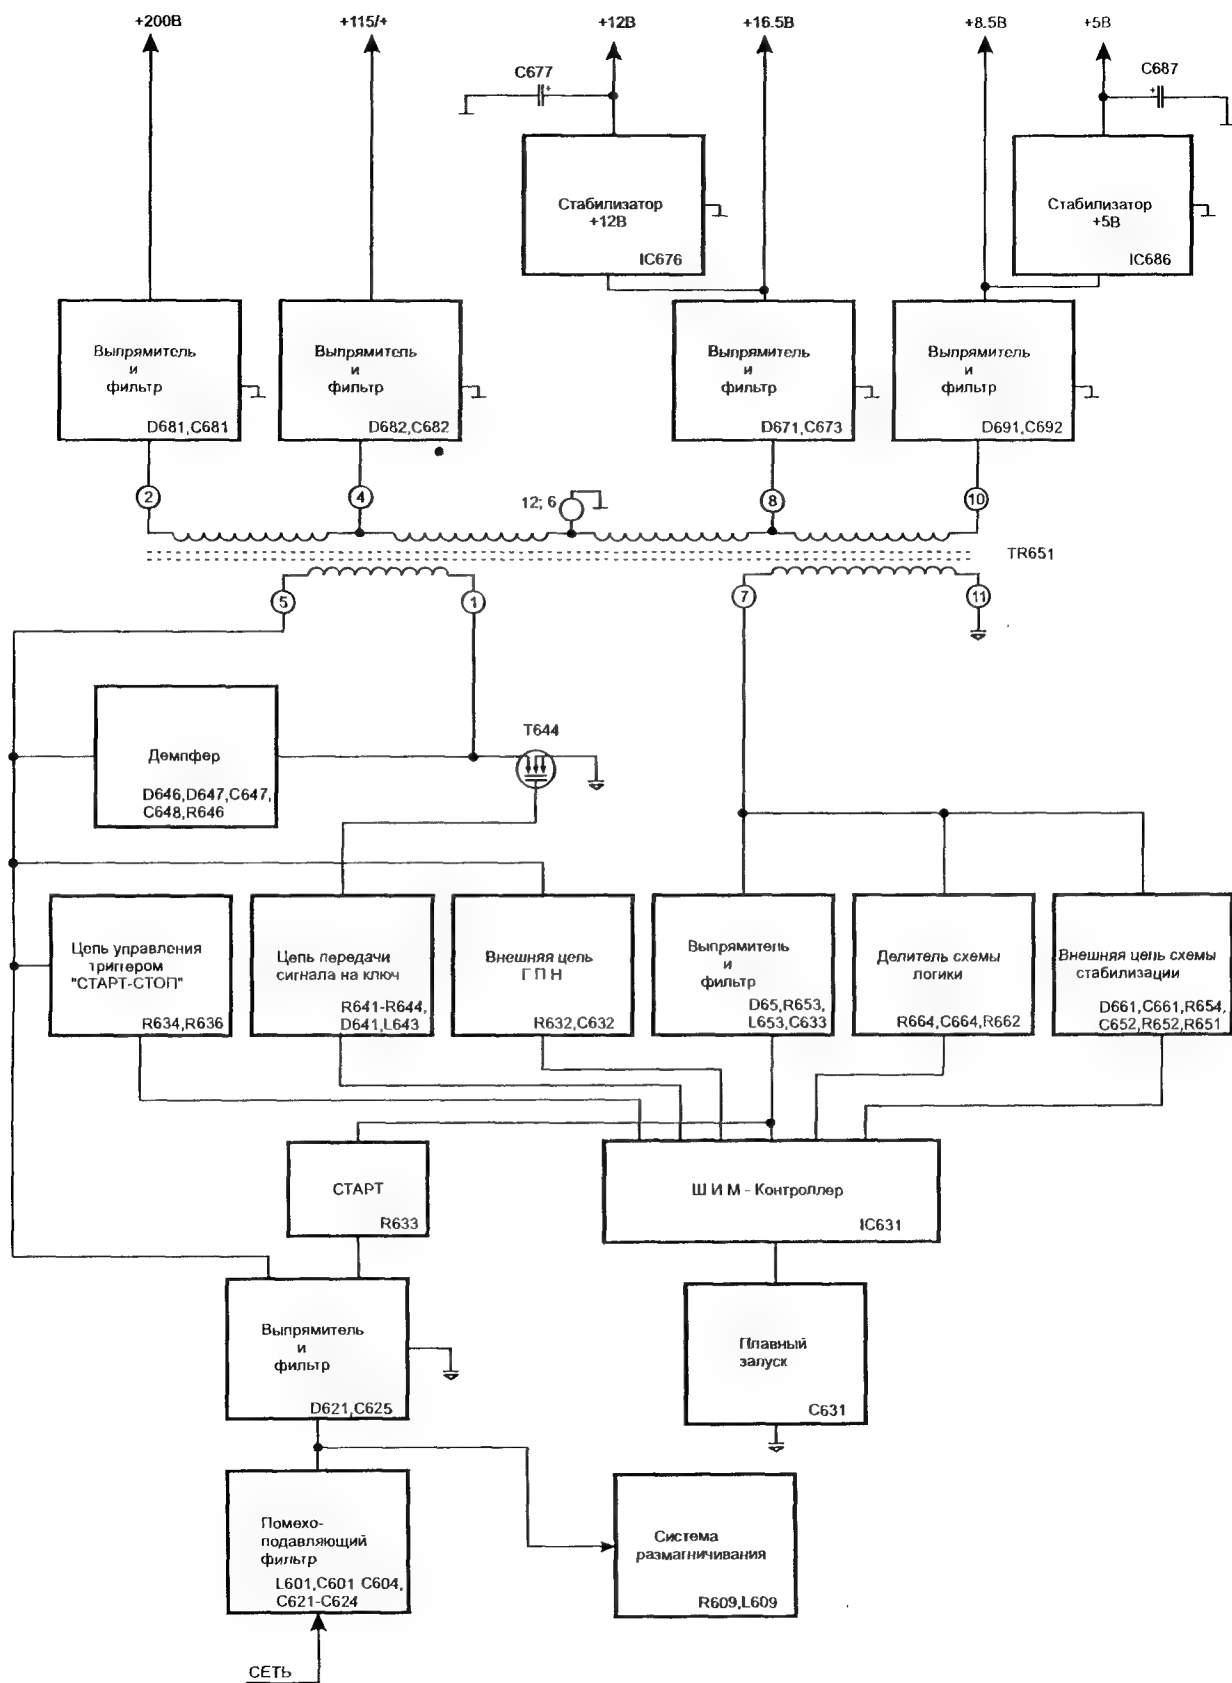 +200В
+115/+
+12В
+16.5В
+8.5В
+5В
C677
C687
Стабилизатор
+12В
IC676
Стабилизатор
+5В
IC686
Выпрямитель
и
фильтр
D681,C681
Выпрямитель
и
фильтр
D682,C682
Выпрямитель
и
фильтр
D671,C673
Выпрямитель
и
фильтр
D691,C692
2
4
12; 6
8
10
TR651
5
1
7
11
Демпфер
D646,D647,C647,
C648,R646
T644
Цепь управления
триггером
"СТАРТ-СТОП"
R634,R636
Цепь передачи
сигнала на ключ
R641-R644,
D641,L643
Внешняя цепь
Г П Н
R632,C632
Выпрямитель
и
фильтр
D65,R653,
L653,C633
Делитель схемы
логики
R664,C664,R662
Внешняя цепь схемы
стабилизации
D661,C661,R654,
C652,R652,R651
СТАРТ
R633
Ш И М - Контроллер
IC631
Выпрямитель
и
фильтр
D621,C625
Плавный
запуск
C631
Помехо-
подавляющий
фильтр
L601,C601 C604,
C621-C624
Система
размагничивания
R609,L609
СЕТЬ